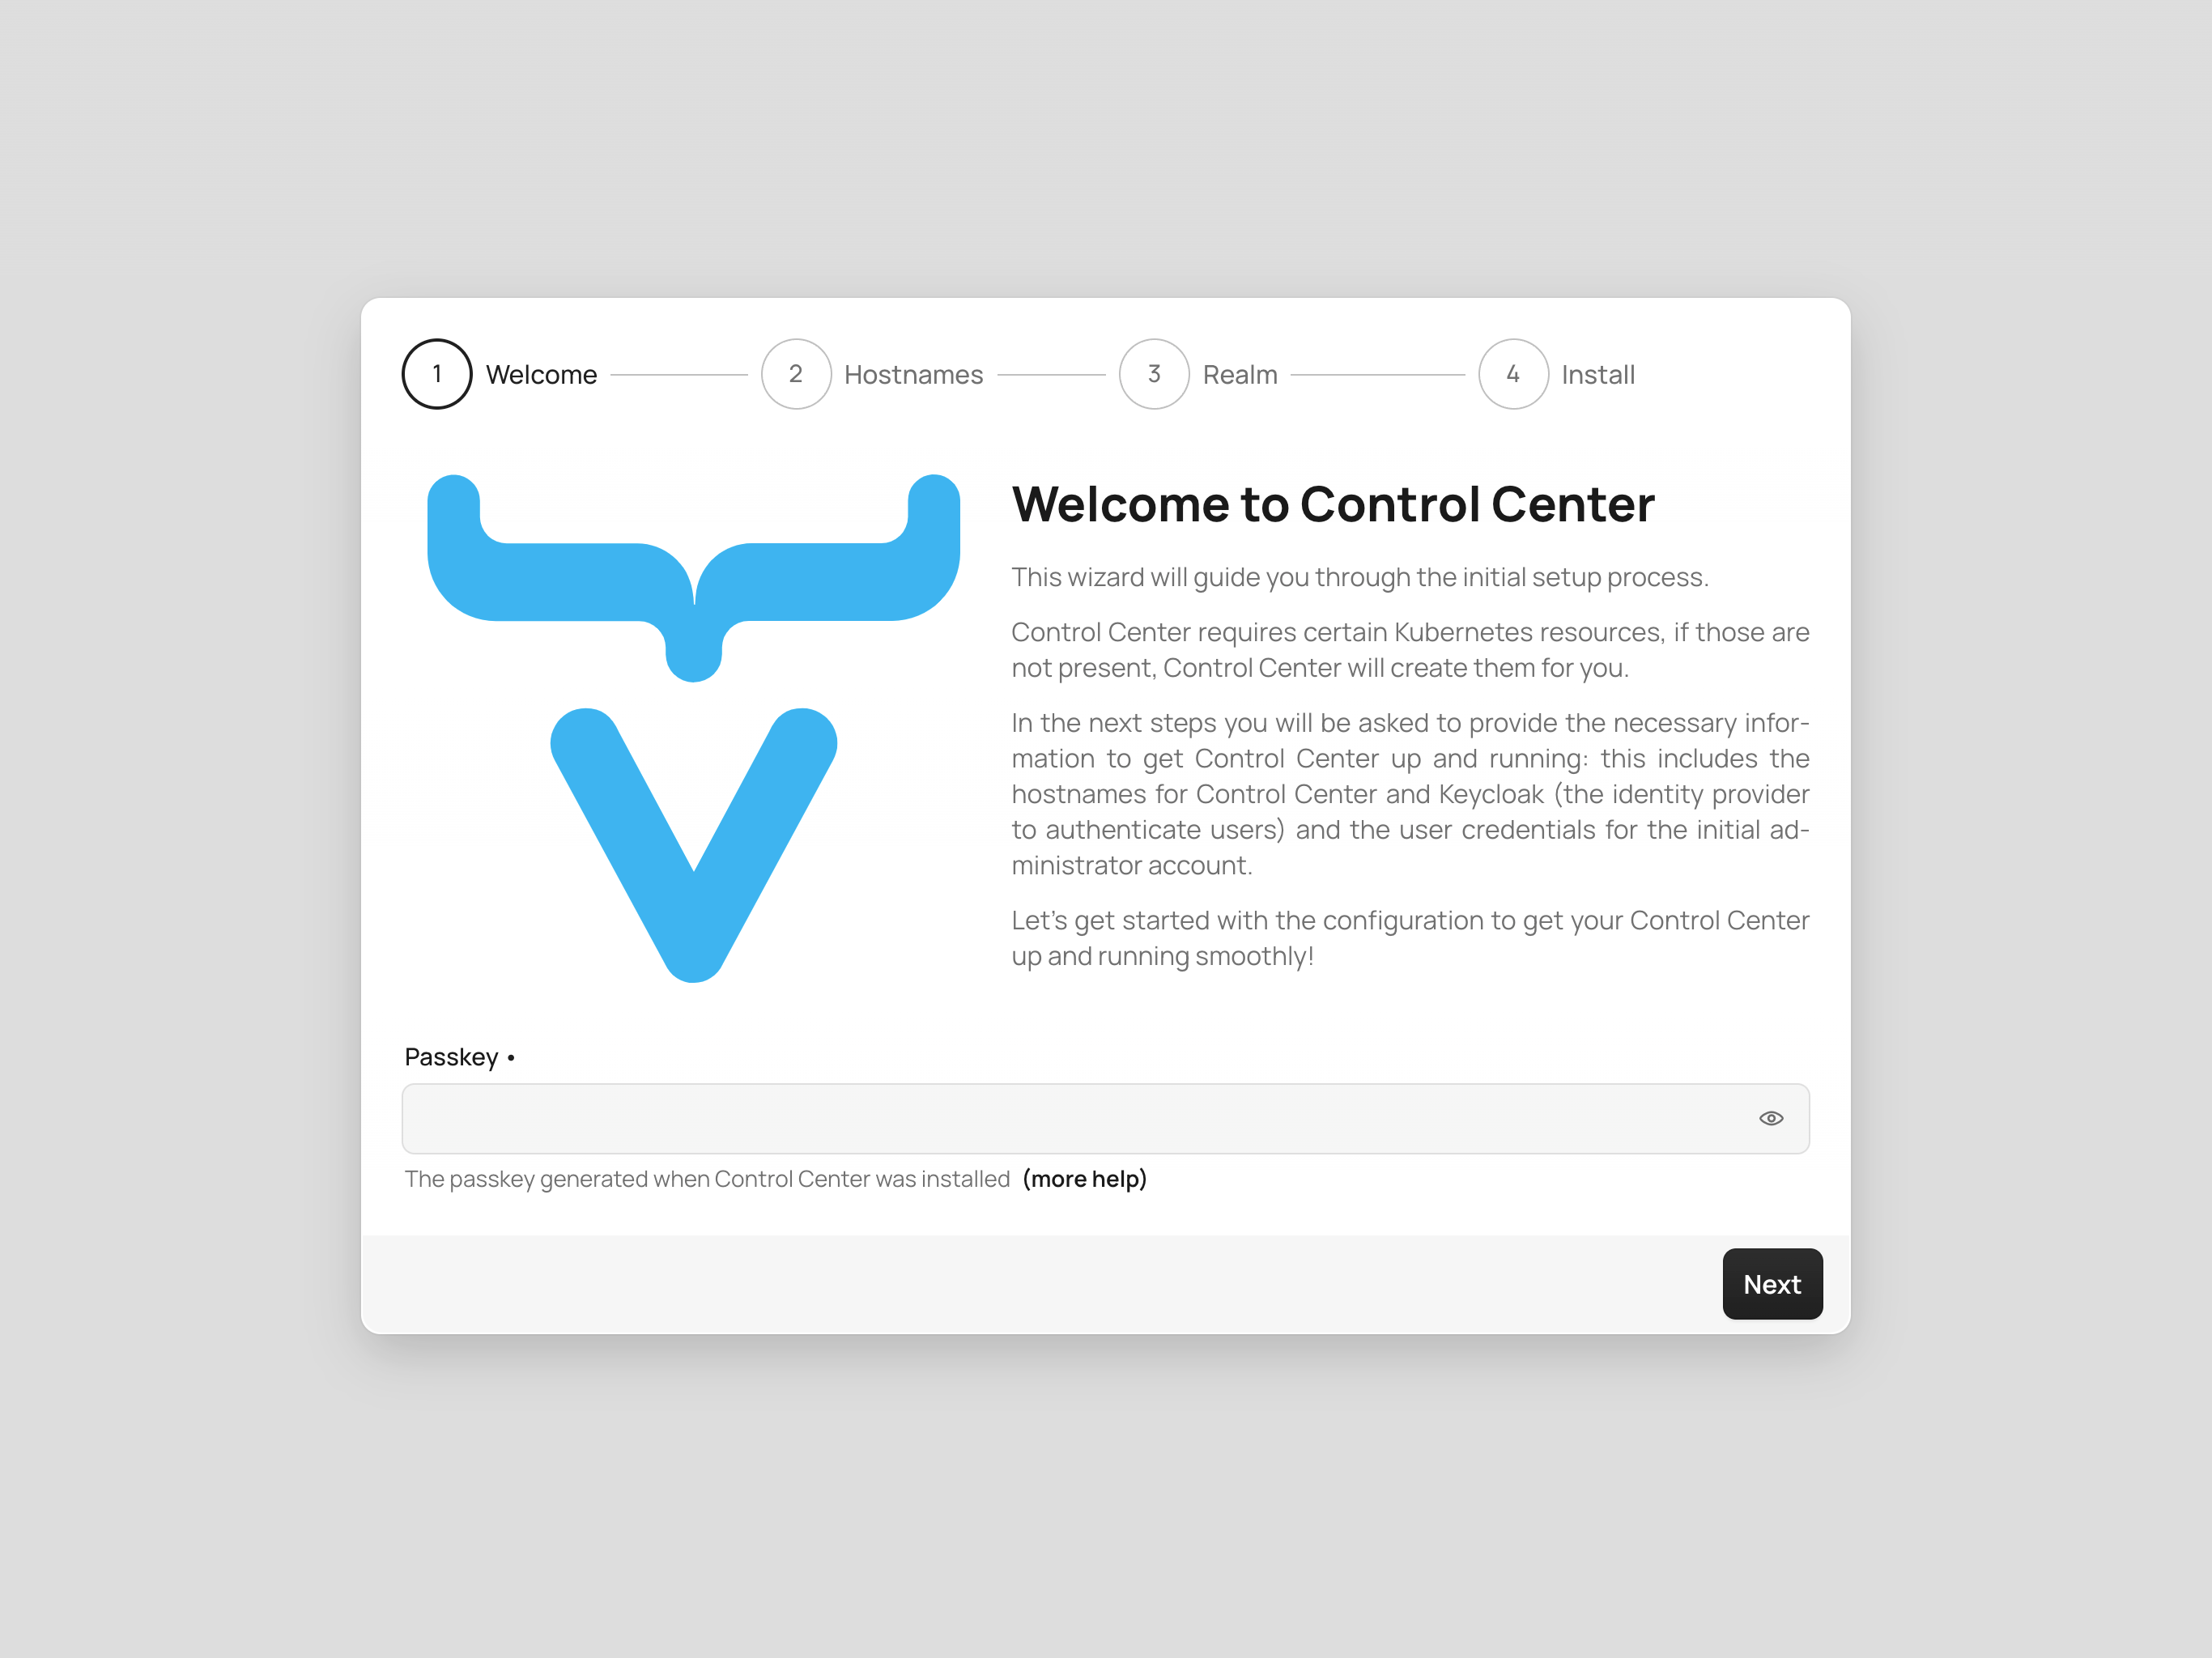 1 Welcome 2 Hostnames 3 Realm 4 Install
Welcome to Control Center
This wizard will guide you through the initial setup process.
Control Center requires certain Kubernetes resources, if those are
not present, Control Center will create them for you.
In the next steps you will be asked to provide the necessary infor-
mation to get Control Center up and running: this includes the
hostnames for Control Center and Keycloak (the identity provider
to authenticate users) and the user credentials for the initial ad-
ministrator account.
Let’s get started with the configuration to get your Control Center
up and running smoothly!
Passkey •
The passkey generated when Control Center was installed (more help)
Next